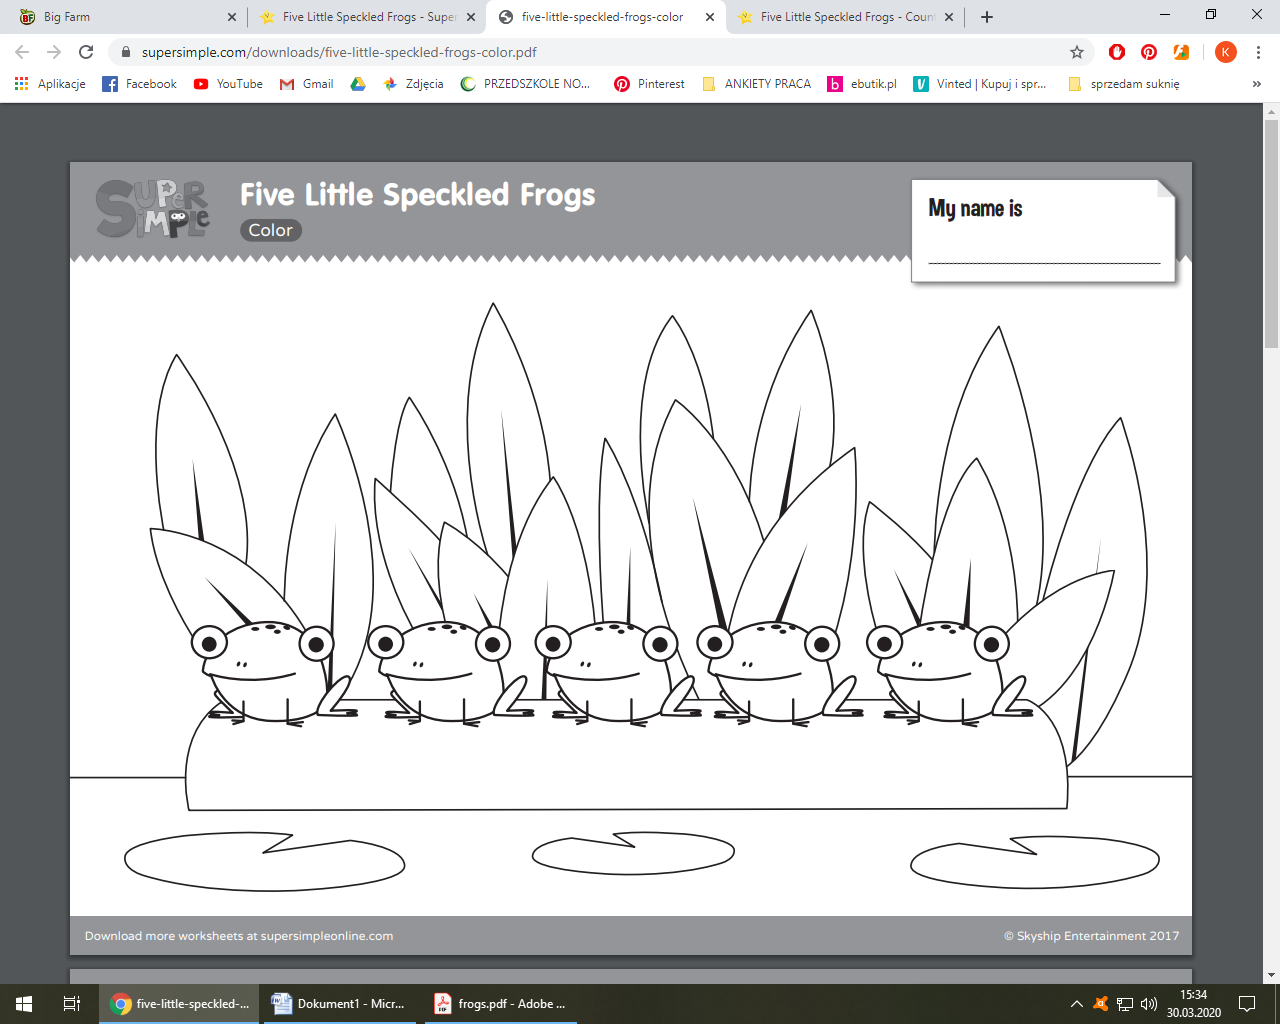 Big Farm
Five Little Speckled Frogs - Super
five-little-speckled-frogs-color
Five Little Speckled Frogs - Coun
supersimple.com/downloads/five-little-speckled-frogs-color.pdf
K
Aplikacje
Facebook
YouTube
Gmail
Zdjęcia
PRZEDSZKOLE NO...
Pinterest
ANKIETY PRACA
ebutik.pl
Vinted | Kupuj i spr...
sprzedam suknię
SUPER
SiMPLE
Five Little Speckled Frogs
Color
My name is
Download more worksheets at supersimpleonline.com
© Skyship Entertainment 2017
five-little-speckled-...
Dokument1 - Micr...
frogs.pdf - Adobe ...
15:34
30.03.2020